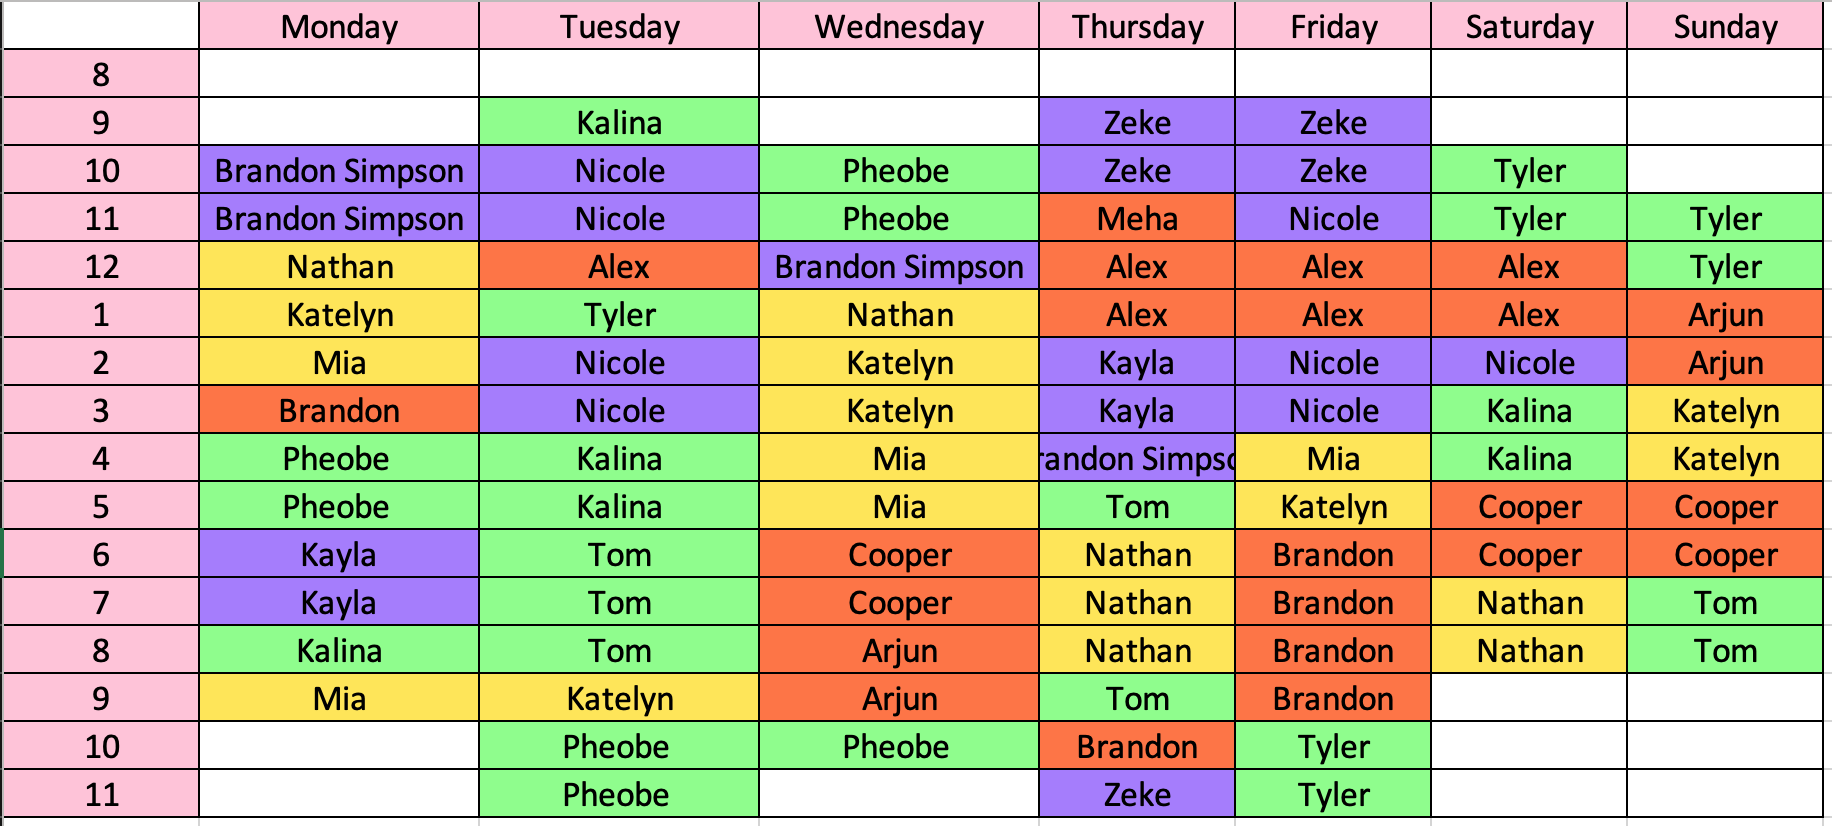 Monday Tuesday Wednesday Thursday Friday Saturday Sunday
8
9 Kalina Zeke Zeke
10 Brandon Simpson Nicole Pheobe Zeke Zeke Tyler
11 Brandon Simpson Nicole Pheobe Meha Nicole Tyler Tyler
12 Nathan Alex Brandon Simpson Alex Alex Alex Tyler
1 Katelyn Tyler Nathan Alex Alex Alex Arjun
2 Mia Nicole Katelyn Kayla Nicole Nicole Arjun
3 Brandon Nicole Katelyn Kayla Nicole Kalina Katelyn
4 Pheobe Kalina Mia randon Simpso Mia Kalina Katelyn
5 Pheobe Kalina Mia Tom Katelyn Cooper Cooper
6 Kayla Tom Cooper Nathan Brandon Cooper Cooper
7 Kayla Tom Cooper Nathan Brandon Nathan Tom
8 Kalina Tom Arjun Nathan Brandon Nathan Tom
9 Mia Katelyn Arjun Tom Brandon
10 Pheobe Pheobe Brandon Tyler
11 Pheobe Zeke Tyler